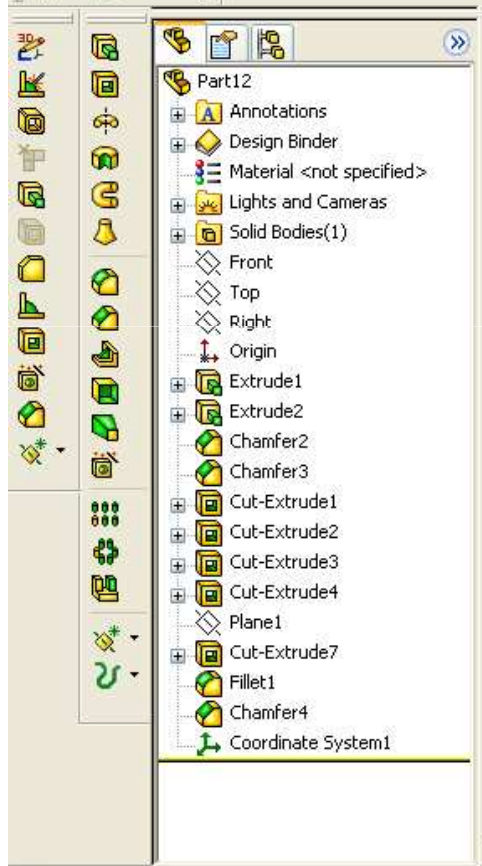 3D
Part12
A Annotations
Design Binder
Material <not specified>
Lights and Cameras
Solid Bodies(1)
Front
Top
Right
Origin
Extrude1
Extrude2
Chamfer2
Chamfer3
Cut-Extrude1
Cut-Extrude2
Cut-Extrude3
Cut-Extrude4
Plane1
Cut-Extrude7
Fillet1
Chamfer4
Coordinate System1